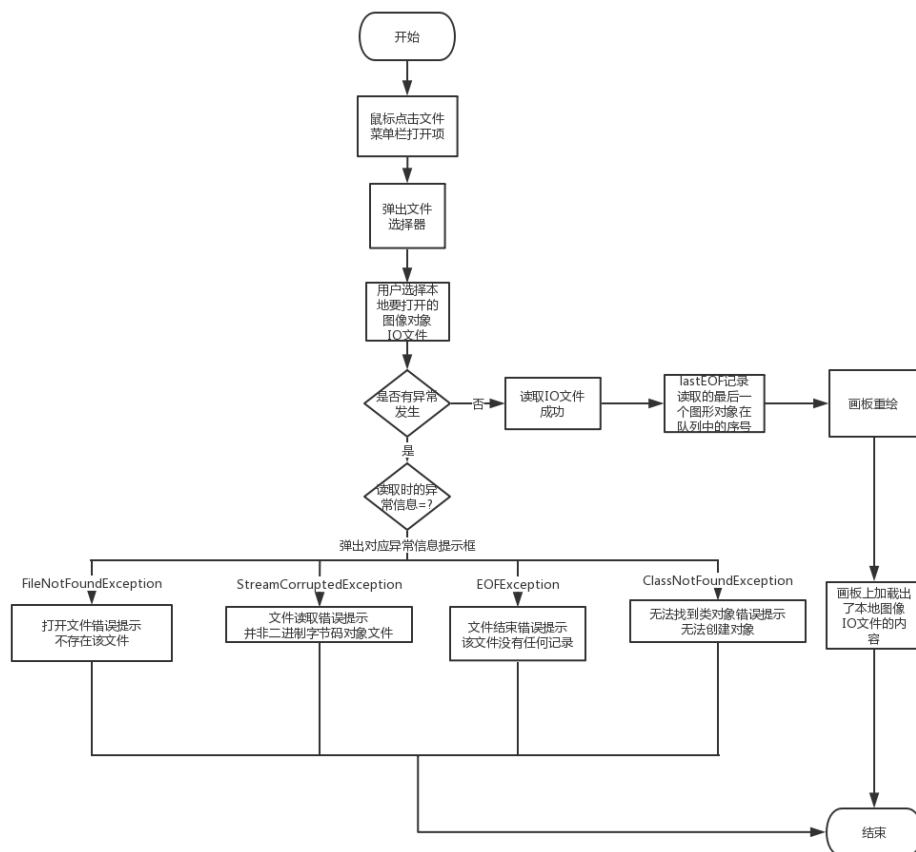 开始
鼠标点击文件
菜单栏打开项
弹出文件
选择器
用户选择本
地要打开的
图像对象
IO文件
是否有异常
发生
否
读取IO文件
成功
lastEOF记录
读取的最后一
个图形对象在
队列中的序号
画板重绘
是
读取时的异
常信息=?
弹出对应异常信息提示框
FileNotFoundException
StreamCorruptedException
EOFException
ClassNotFoundException
打开文件错误提示
不存在该文件
文件读取错误提示
并非二进制字节码对象文件
文件结束错误提示
该文件没有任何记录
无法找到类对象错误提示
无法创建对象
画板上加载出
了本地图像
IO文件的内
容
结束